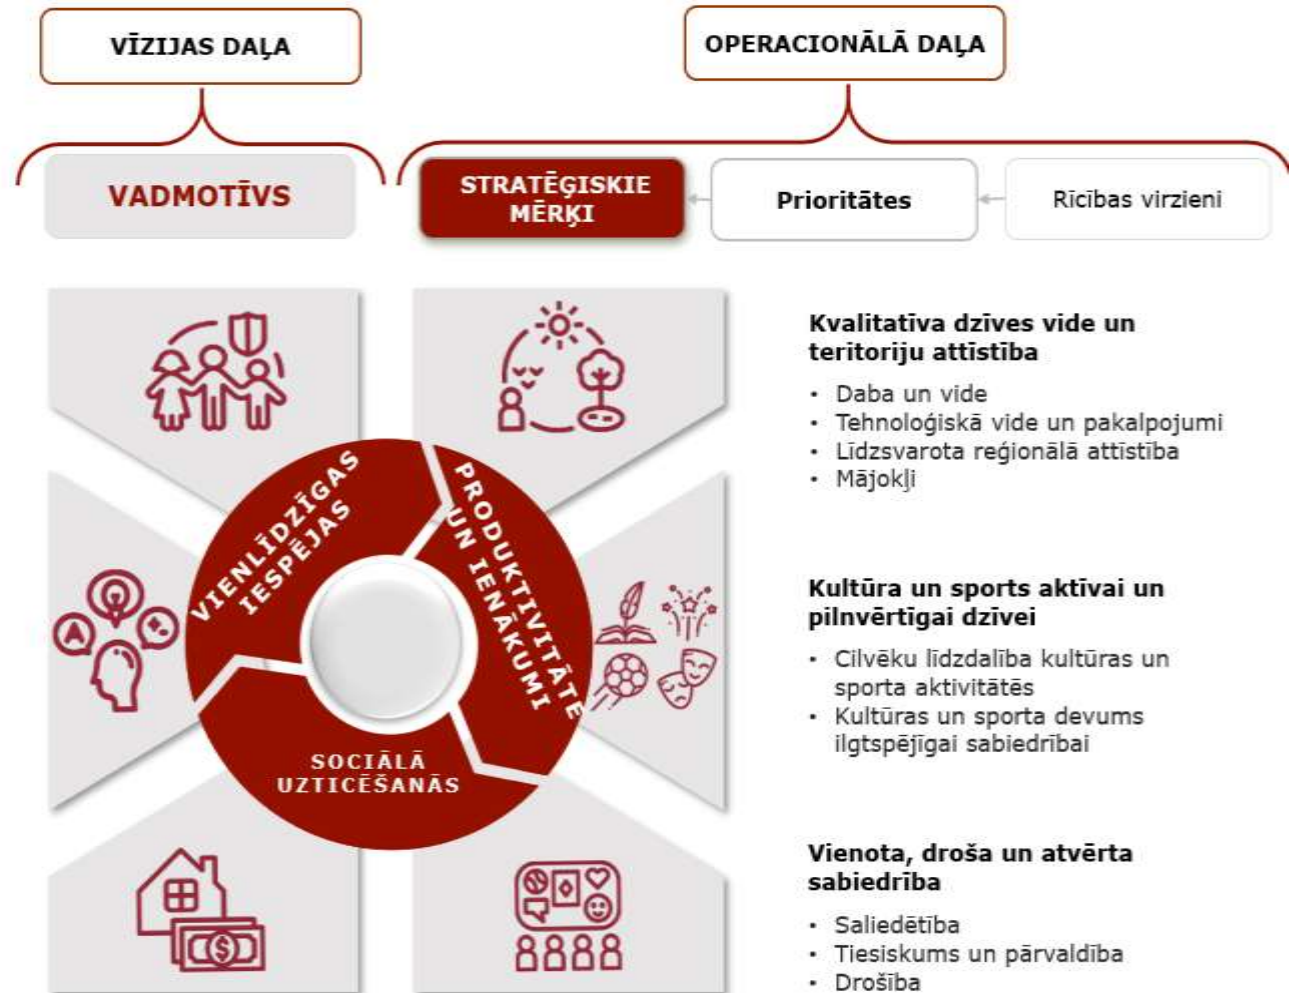 VĪZIJAS DAĻA
OPERACIONĀLĀ DAĻA
VADMOTĪVS
STRATĒĢISKIE
MĒRĶI
Prioritātes
Rīcības virzieni
Kvalitatīva dzīves vide un
teritoriju attīstība
• Daba un vide
• Tehnoloģiskā vide un pakalpojumi
• Līdzsvarota reģionālā attīstība
• Mājokļi
VIENLĪDZĪGAS
IESPĒJAS
PRODUKTIVITĀTE
UN IENĀKUMI
SOCIĀLĀ
UZTICĒŠANĀS
A
Kultūra un sports aktīvai un
pilnvērtīgai dzīvei
• Cilvēku līdzdalība kultūras un
sporta aktivitātēs
• Kultūras un sporta devums
ilgtspējīgai sabiedrībai
$
Vienota, droša un atvērta
sabiedrība
• Saliedētība
• Tiesiskums un pārvaldība
• Drošība